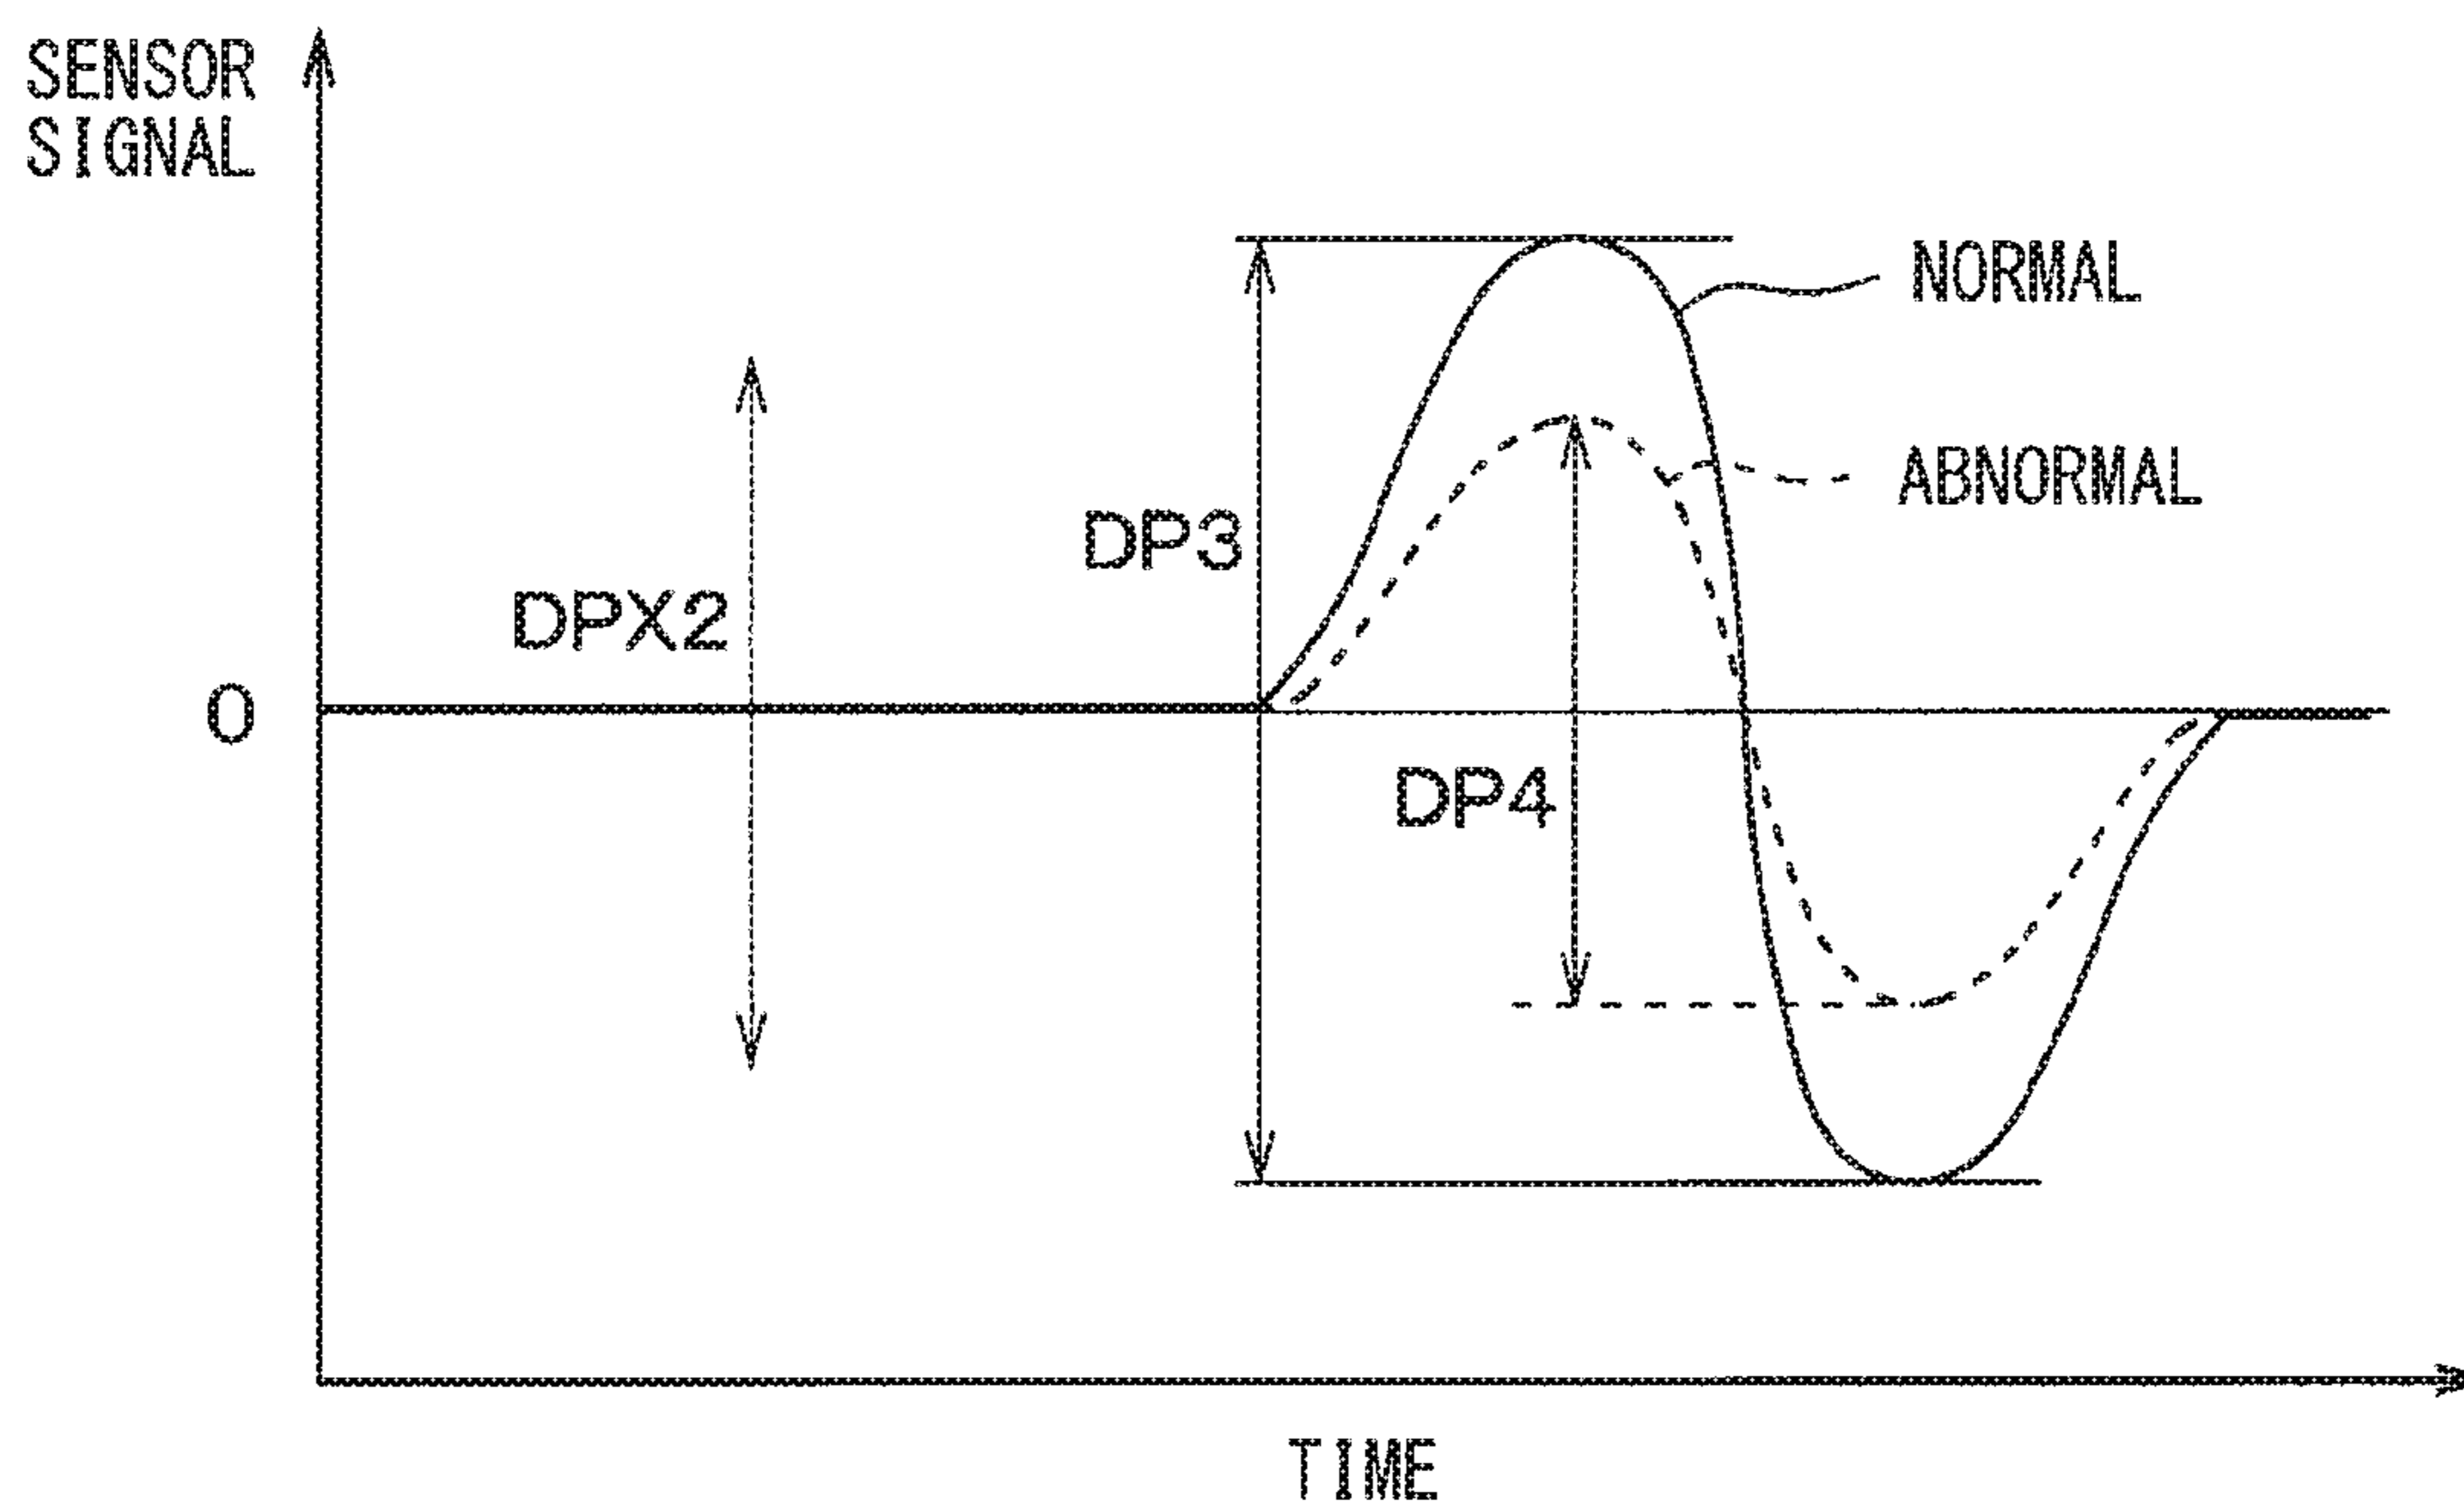 SENSOR
SIGNAL
NORMAL
ABNORMAL
DP3
DPX2
0
DP4
TIME